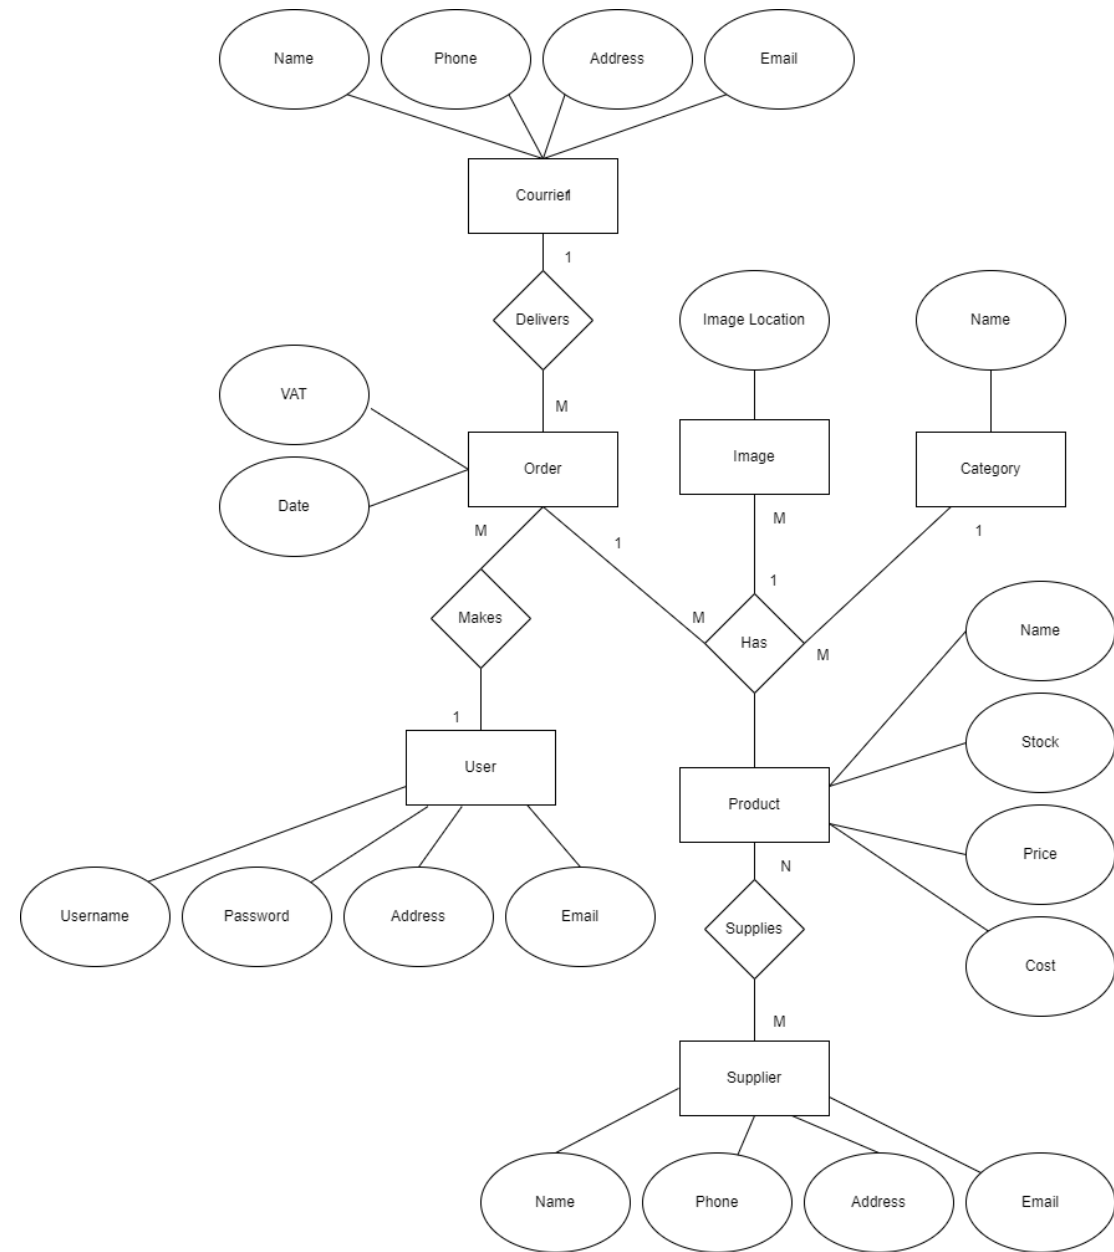 Name
Phone
Address
Email
Courrier
1
1
Delivers
Image Location
Name
VAT
M
Order
Image
Category
Date
M
1
M
1
1
Makes
M
Has
M
Name
1
User
Stock
Product
Price
N
Username
Password
Address
Email
Supplies
Cost
M
Supplier
Name
Phone
Address
Email